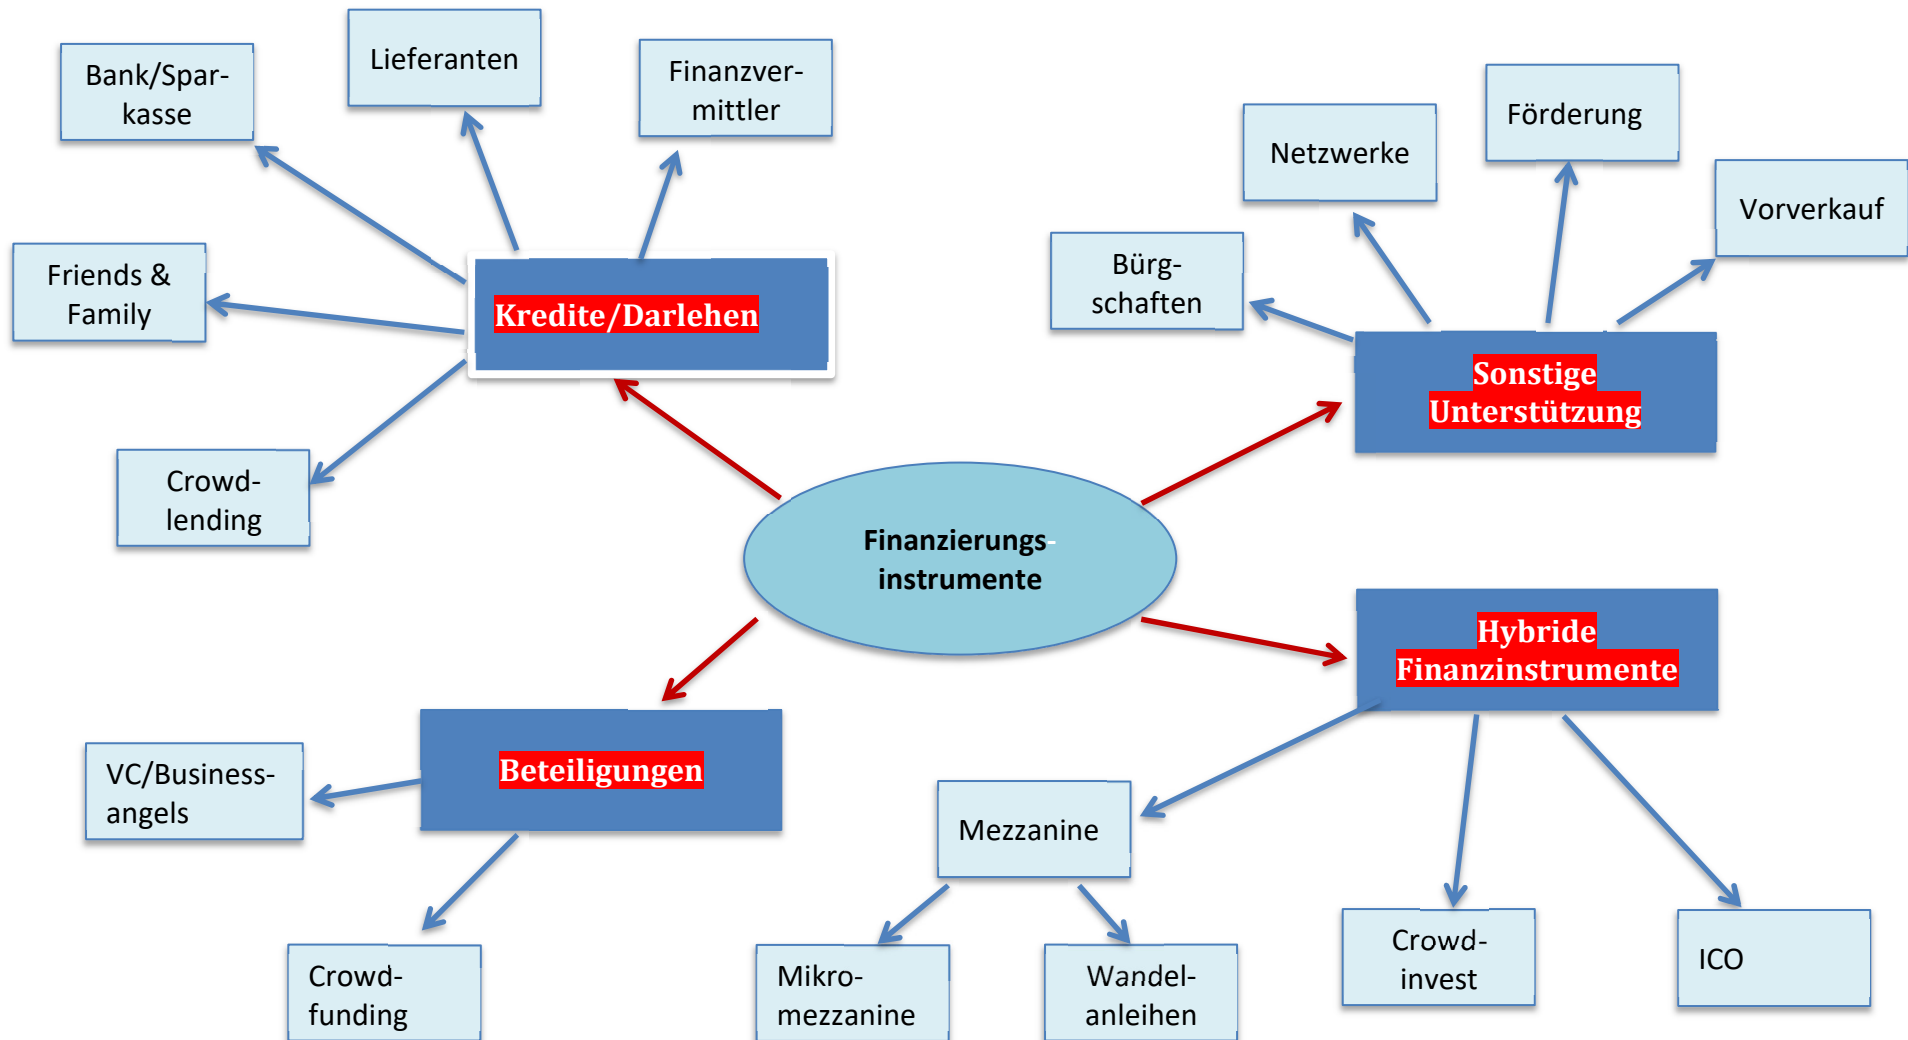 Lieferanten
Bank/Spar-
kasse
Finanzver-
mittler
Friends &
Family
Kredite/Darlehen
Crowd-
lending
Förderung
Netzwerke
Vorverkauf
Bürg-
schaften
Sonstige
Unterstützung
Finanzierungs-
instrumente
Hybride
Finanzinstrumente
Beteiligungen
VC/Business-
angels
Crowd-
funding
Mezzanine
Mikro-
mezzanine
Wandel-
anleihen
Crowd-
invest
ICO